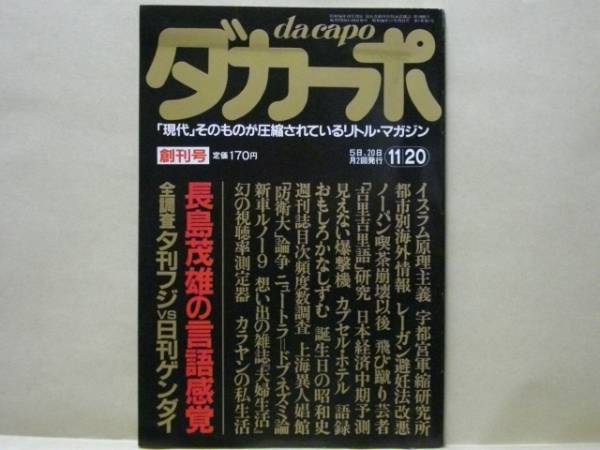 da capo
ダカーポ
「現代」そのものが圧縮されているリトル・マガジン
創刊号 定価170円
5日、20日
月2回発行
11 20
イスラム原理主義 宇都宮軍縮研究所
都市別海外情報 レーガン避妊法改悪
ノーパン喫茶崩壊以後 飛び蹴り芸者
『吉里吉里語』研究 日本経済中期予測
見えない爆撃機 カプセルホテル 語録
おもしろかなしずむ 誕生日の昭和史
週刊誌目次頻度数調査 上海異人娼館
『防衛大』論争 ニュートラ=ドブネズミ論
新車ルノー9 想い出の雑誌『夫婦生活』
幻の視聴率測定器 カラヤンの私生活
長島茂雄の言語感覚
全調査 夕刊フジVS日刊ゲンダイ